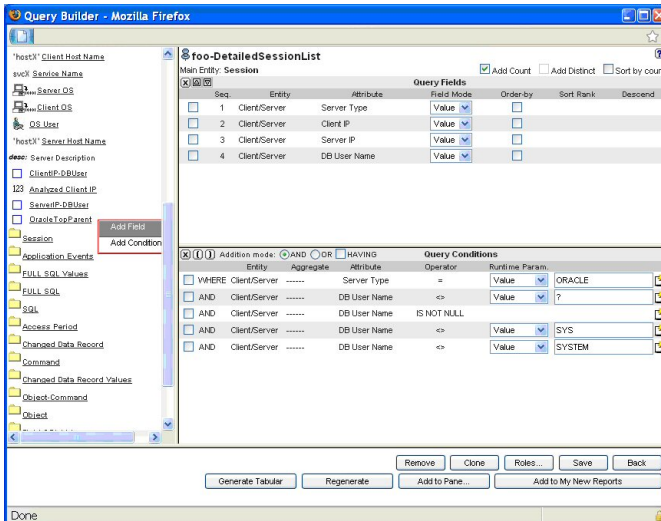 Query Builder - Mozilla Firefox
"hostX" Client Host Name
svcX Service Name
Server OS
Client OS
OS User
"hostX" Server Host Name
desc: Server Description
ClientIP-DBUser
123 Analyzed Client IP
ServerIP-DBUser
OracleTopParent
Session
Application Events
FULL SQL Values
FULL SQL
SQL
Access Period
Changed Data Record
Command
Changed Data Record Values
Object-Command
Object
Add Field
Add Condition
foo-DetailedSessionList
Main Entity: Session
Add Count Add Distinct Sort by coun
Query Fields
Seq. Entity Attribute Field Mode Order-by Sort Rank Descend
1 Client/Server Server Type Value
2 Client/Server Client IP Value
3 Client/Server Server IP Value
4 Client/Server DB User Name Value
Addition mode: AND OR HAVING Query Conditions
Entity Aggregate Attribute Operator Runtime Param.
WHERE Client/Server ------ Server Type = Value ORACLE
AND Client/Server ------ DB User Name <> Value ?
AND Client/Server ------ DB User Name IS NOT NULL
AND Client/Server ------ DB User Name <> Value SYS
AND Client/Server ------ DB User Name <> Value SYSTEM
Remove Clone Roles... Save Back
Generate Tabular Regenerate Add to Pane... Add to My New Reports
Done